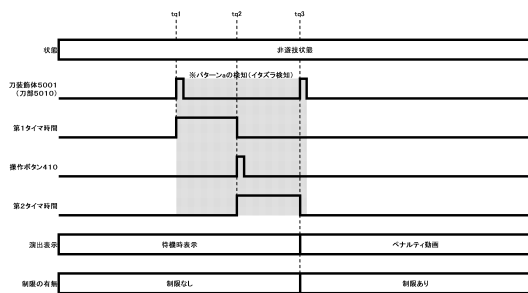 tq1 tq2 tq3
状態 非遊技状態
※パターンaの検知(イタズラ検知)
刀装飾体5001
(刀部5010)
第1タイマ時間
操作ボタン410
第2タイマ時間
演出表示 待機時表示 ペナルティ動画
制限の有無 制限なし 制限あり